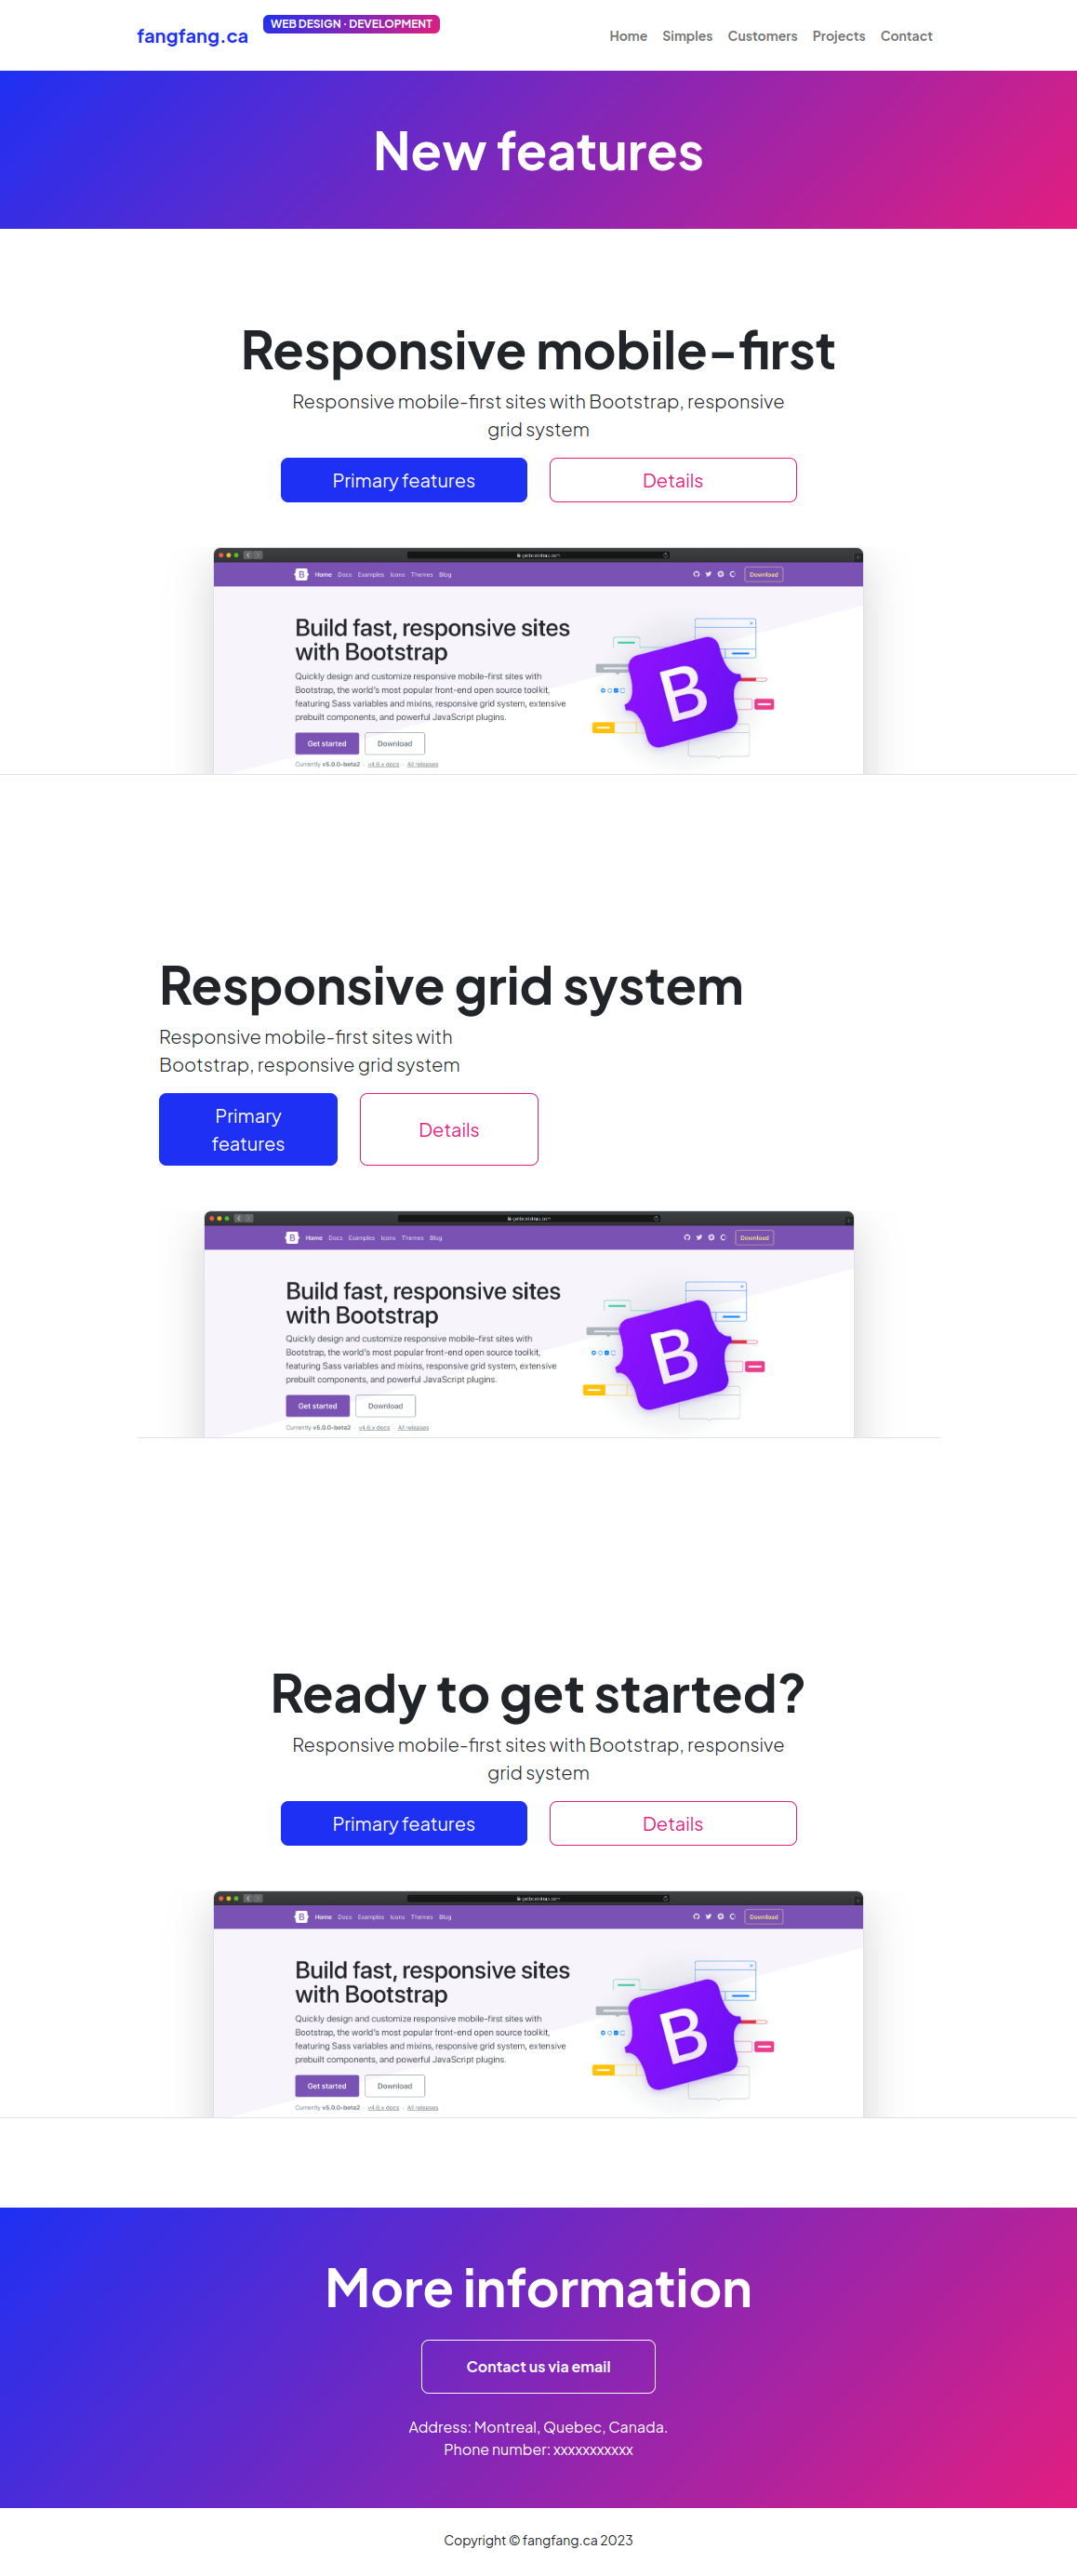 fangfang.ca
WEB DESIGN · DEVELOPMENT
Home Simples Customers Projects Contact
New features
Responsive mobile-first
Responsive mobile-first sites with Bootstrap, responsive
grid system
Primary features
Details
getbootstrap.com
B Home Docs Examples Icons Themes Blog
Download
Build fast, responsive sites
with Bootstrap
Quickly design and customize responsive mobile-first sites with
Bootstrap, the world's most popular front-end open source toolkit,
featuring Sass variables and mixins, responsive grid system, extensive
prebuilt components, and powerful JavaScript plugins.
Get started Download
Currently v5.0.0-beta2 · v4.6.x docs · All releases
B
Responsive grid system
Responsive mobile-first sites with
Bootstrap, responsive grid system
Primary
features
Details
getbootstrap.com
B Home Docs Examples Icons Themes Blog
Download
Build fast, responsive sites
with Bootstrap
Quickly design and customize responsive mobile-first sites with
Bootstrap, the world's most popular front-end open source toolkit,
featuring Sass variables and mixins, responsive grid system, extensive
prebuilt components, and powerful JavaScript plugins.
Get started Download
Currently v5.0.0-beta2 · v4.6.x docs · All releases
B
Ready to get started?
Responsive mobile-first sites with Bootstrap, responsive
grid system
Primary features
Details
getbootstrap.com
B Home Docs Examples Icons Themes Blog
Download
Build fast, responsive sites
with Bootstrap
Quickly design and customize responsive mobile-first sites with
Bootstrap, the world's most popular front-end open source toolkit,
featuring Sass variables and mixins, responsive grid system, extensive
prebuilt components, and powerful JavaScript plugins.
Get started Download
Currently v5.0.0-beta2 · v4.6.x docs · All releases
B
More information
Contact us via email
Address: Montreal, Quebec, Canada.
Phone number: xxxxxxxxxxx
Copyright © fangfang.ca 2023